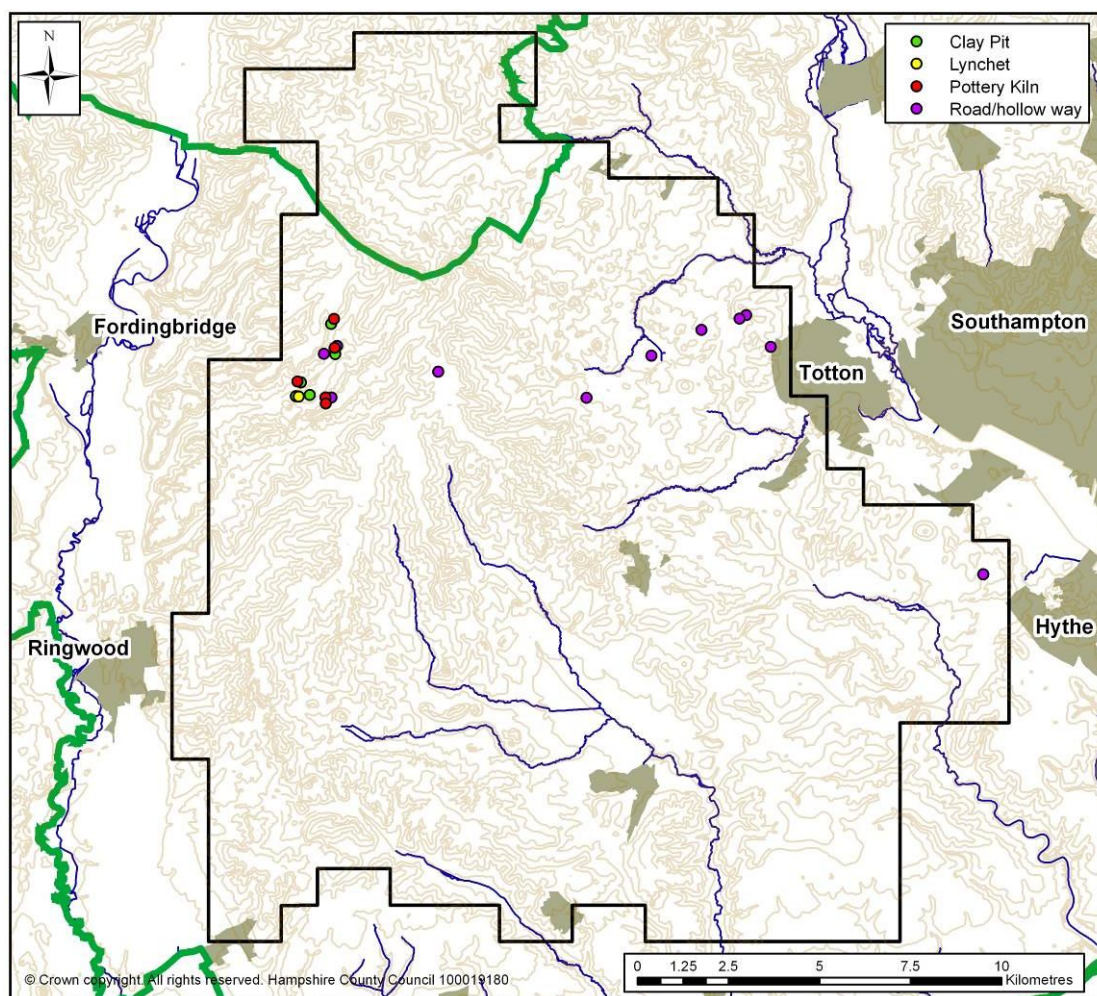 N
Clay Pit
Lynchet
Pottery Kiln
Road/hollow way
Fordingbridge
Southampton
Totton
Ringwood
Hythe
0 1.25 2.5 5 7.5 10
Kilometres
© Crown copyright. All rights reserved. Hampshire County Council 100019180